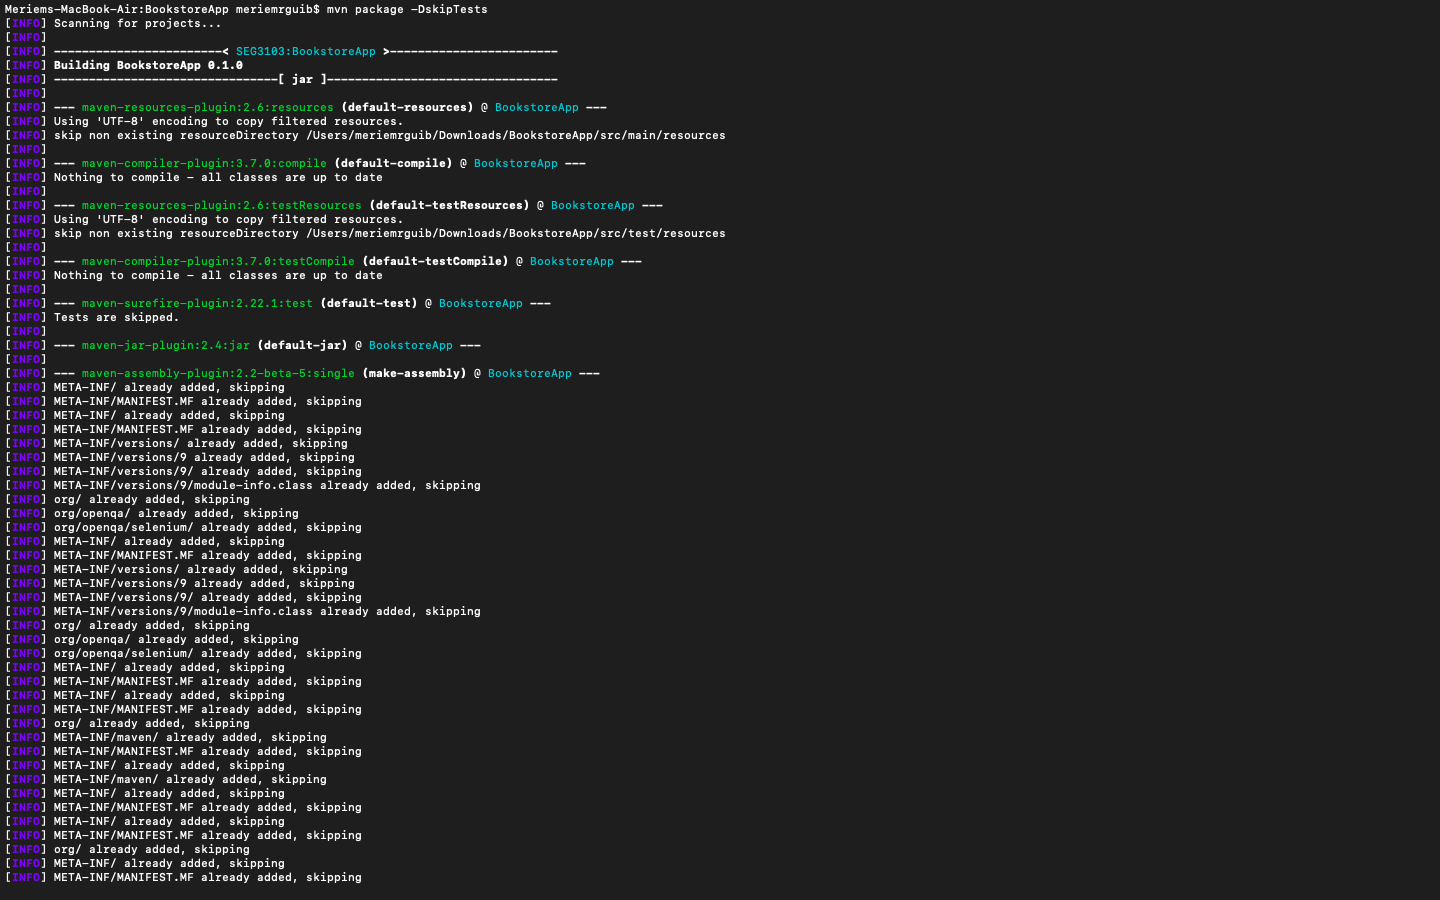 Meriems-MacBook-Air:BookstoreApp meriemrguib$ mvn package -DskipTests
[INFO] Scanning for projects...
[INFO]
[INFO] ------------------------< SEG3103:BookstoreApp >------------------------
[INFO] Building BookstoreApp 0.1.0
[INFO] --------------------------------[ jar ]---------------------------------
[INFO]
[INFO] --- maven-resources-plugin:2.6:resources (default-resources) @ BookstoreApp ---
[INFO] Using 'UTF-8' encoding to copy filtered resources.
[INFO] skip non existing resourceDirectory /Users/meriemrguib/Downloads/BookstoreApp/src/main/resources
[INFO]
[INFO] --- maven-compiler-plugin:3.7.0:compile (default-compile) @ BookstoreApp ---
[INFO] Nothing to compile - all classes are up to date
[INFO]
[INFO] --- maven-resources-plugin:2.6:testResources (default-testResources) @ BookstoreApp ---
[INFO] Using 'UTF-8' encoding to copy filtered resources.
[INFO] skip non existing resourceDirectory /Users/meriemrguib/Downloads/BookstoreApp/src/test/resources
[INFO]
[INFO] --- maven-compiler-plugin:3.7.0:testCompile (default-testCompile) @ BookstoreApp ---
[INFO] Nothing to compile - all classes are up to date
[INFO]
[INFO] --- maven-surefire-plugin:2.22.1:test (default-test) @ BookstoreApp ---
[INFO] Tests are skipped.
[INFO]
[INFO] --- maven-jar-plugin:2.4:jar (default-jar) @ BookstoreApp ---
[INFO]
[INFO] --- maven-assembly-plugin:2.2-beta-5:single (make-assembly) @ BookstoreApp ---
[INFO] META-INF/ already added, skipping
[INFO] META-INF/MANIFEST.MF already added, skipping
[INFO] META-INF/ already added, skipping
[INFO] META-INF/MANIFEST.MF already added, skipping
[INFO] META-INF/versions/ already added, skipping
[INFO] META-INF/versions/9 already added, skipping
[INFO] META-INF/versions/9/ already added, skipping
[INFO] META-INF/versions/9/module-info.class already added, skipping
[INFO] org/ already added, skipping
[INFO] org/openqa/ already added, skipping
[INFO] org/openqa/selenium/ already added, skipping
[INFO] META-INF/ already added, skipping
[INFO] META-INF/MANIFEST.MF already added, skipping
[INFO] META-INF/versions/ already added, skipping
[INFO] META-INF/versions/9 already added, skipping
[INFO] META-INF/versions/9/ already added, skipping
[INFO] META-INF/versions/9/module-info.class already added, skipping
[INFO] org/ already added, skipping
[INFO] org/openqa/ already added, skipping
[INFO] org/openqa/selenium/ already added, skipping
[INFO] META-INF/ already added, skipping
[INFO] META-INF/MANIFEST.MF already added, skipping
[INFO] META-INF/ already added, skipping
[INFO] META-INF/MANIFEST.MF already added, skipping
[INFO] org/ already added, skipping
[INFO] META-INF/maven/ already added, skipping
[INFO] META-INF/MANIFEST.MF already added, skipping
[INFO] META-INF/ already added, skipping
[INFO] META-INF/maven/ already added, skipping
[INFO] META-INF/ already added, skipping
[INFO] META-INF/MANIFEST.MF already added, skipping
[INFO] META-INF/ already added, skipping
[INFO] META-INF/MANIFEST.MF already added, skipping
[INFO] org/ already added, skipping
[INFO] META-INF/ already added, skipping
[INFO] META-INF/MANIFEST.MF already added, skipping